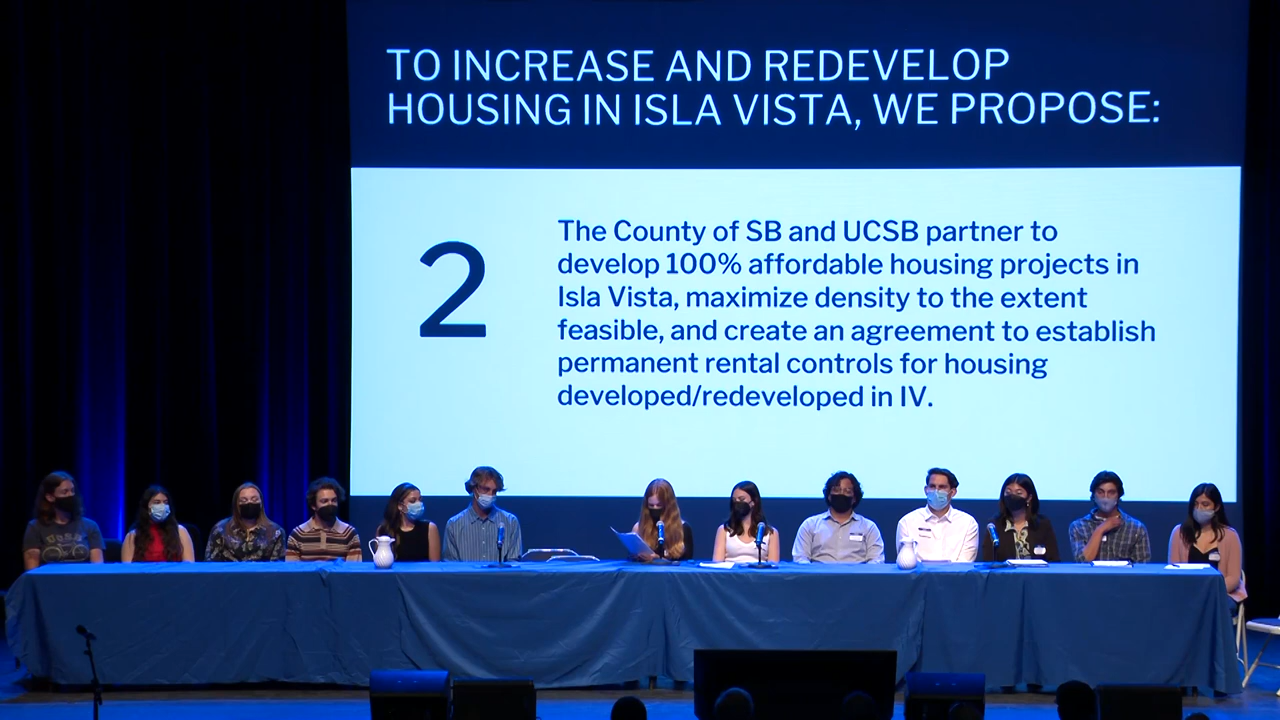 TO INCREASE AND REDEVELOP
HOUSING IN ISLA VISTA, WE PROPOSE:
2
The County of SB and UCSB partner to
develop 100% affordable housing projects in
Isla Vista, maximize density to the extent
feasible, and create an agreement to establish
permanent rental controls for housing
developed/redeveloped in IV.